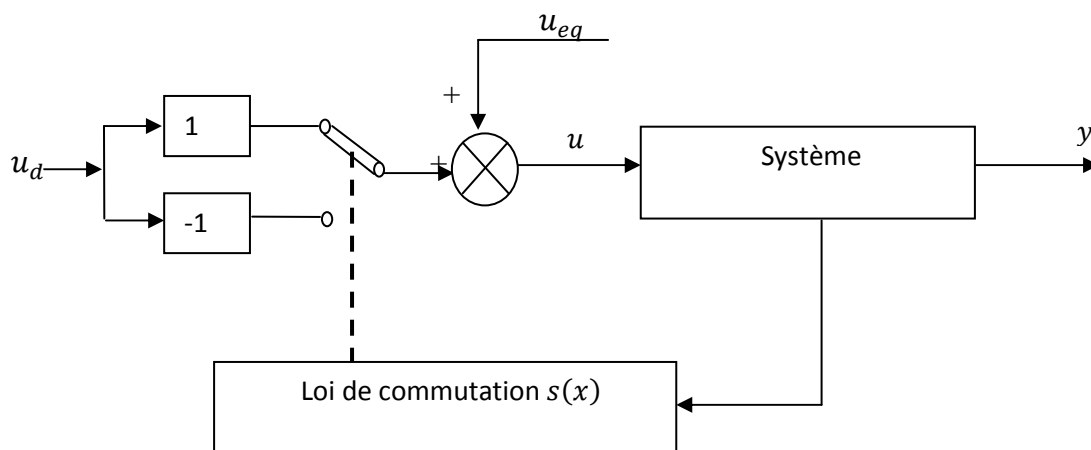 u_eq
+
1
u_d
+
u
Système
y
-1
Loi de commutation s(x)